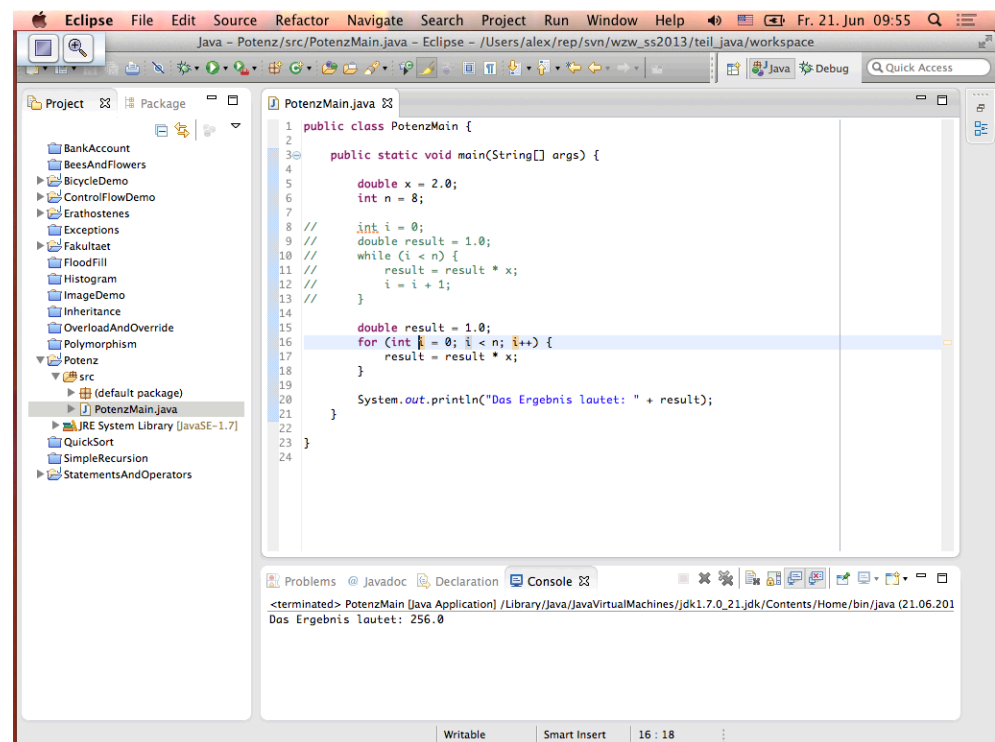 Eclipse File Edit Source Refactor Navigate Search Project Run Window Help Fr. 21. Jun 09:55
Java – Potenz/src/PotenzMain.java – Eclipse – /Users/alex/rep/svn/wzw_ss2013/teil_java/workspace
Java Debug Quick Access
Project Package
BankAccount
BeesAndFlowers
BicycleDemo
ControlFlowDemo
Erathostenes
Exceptions
Fakultaet
FloodFill
Histogram
ImageDemo
Inheritance
OverloadAndOverride
Polymorphism
Potenz
src
(default package)
PotenzMain.java
JRE System Library [JavaSE-1.7]
QuickSort
SimpleRecursion
StatementsAndOperators
PotenzMain.java
1 public class PotenzMain {
2
3 public static void main(String[] args) {
4
5 double x = 2.0;
6 int n = 8;
7
8 // int i = 0;
9 // double result = 1.0;
10 // while (i < n) {
11 // result = result * x;
12 // i = i + 1;
13 // }
14
15 double result = 1.0;
16 for (int i = 0; i < n; i++) {
17 result = result * x;
18 }
19
20 System.out.println("Das Ergebnis lautet: " + result);
21 }
22
23 }
24
Problems @ Javadoc Declaration Console
<terminated> PotenzMain [Java Application] /Library/Java/JavaVirtualMachines/jdk1.7.0_21.jdk/Contents/Home/bin/java (21.06.201
Das Ergebnis lautet: 256.0
Writable Smart Insert 16 : 18